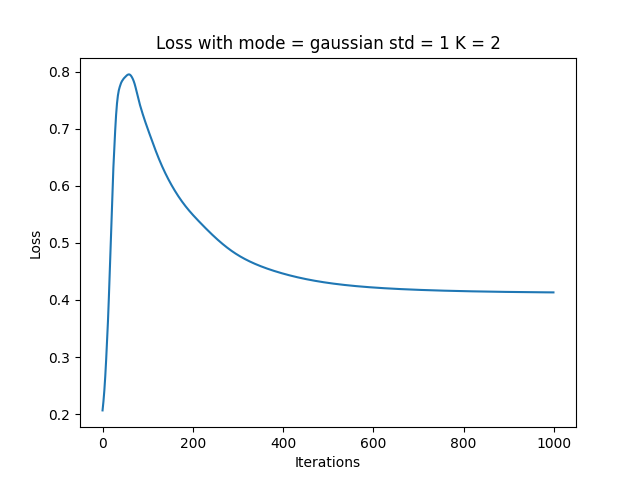 Loss with mode = gaussian std = 1 K = 2
0.8
0.7
0.6
0.5
0.4
0.3
0.2
Loss
0 200 400 600 800 1000
Iterations